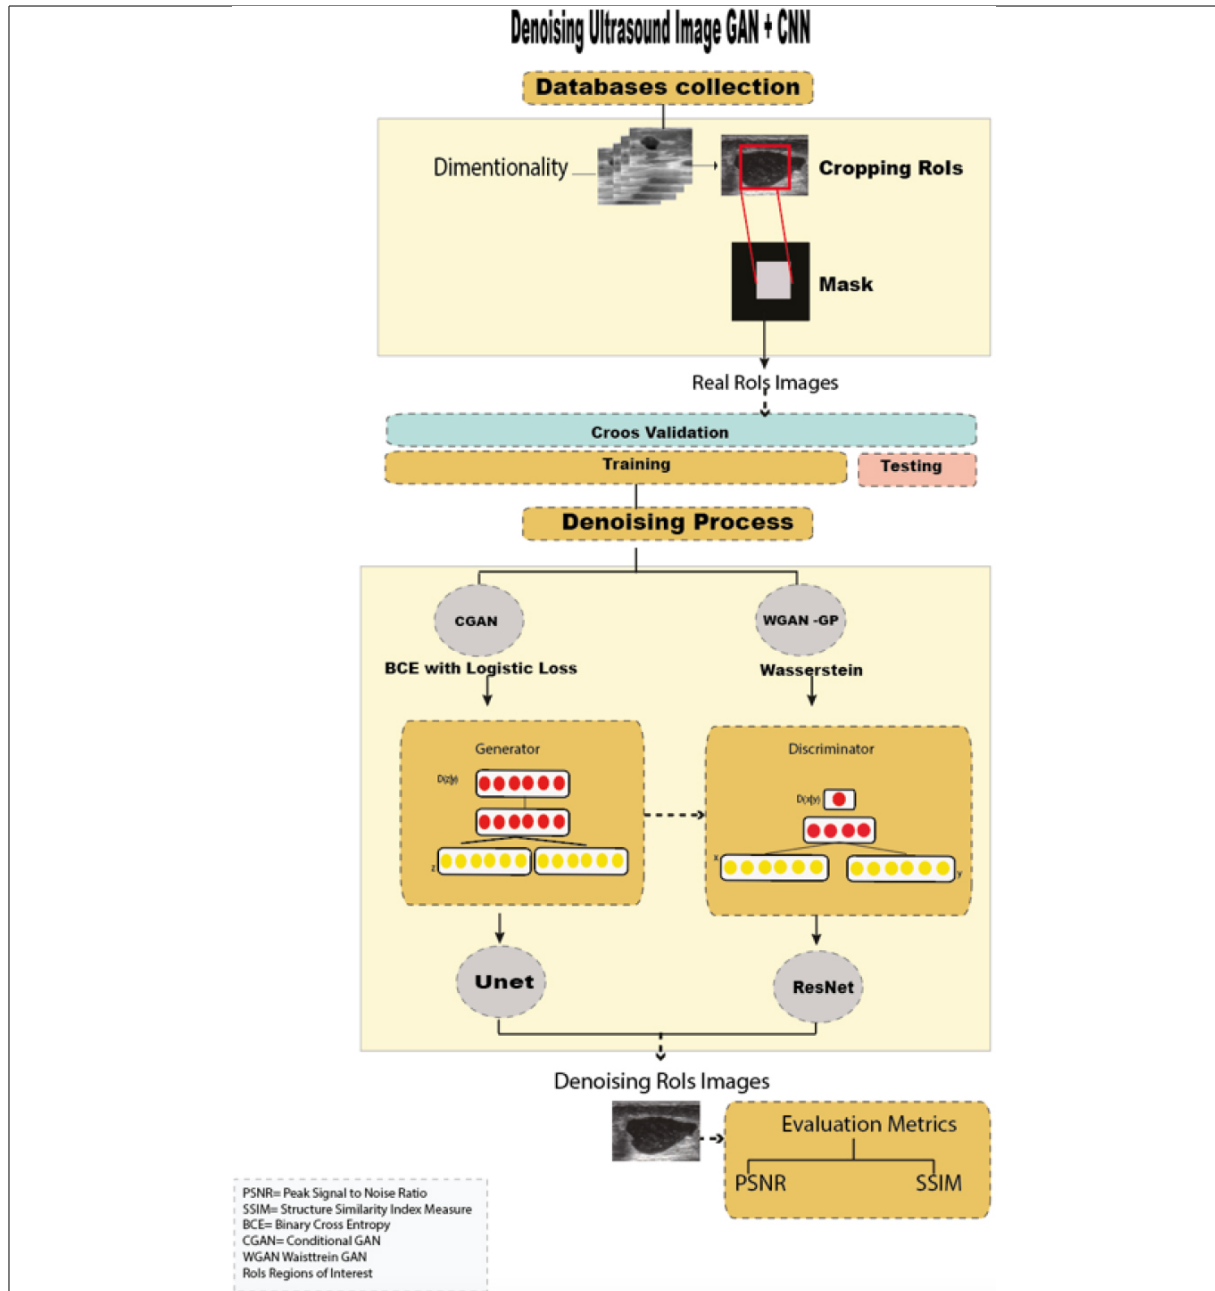 Denoising Ultrasound Image GAN + CNN
Databases collection
Dimentionality
Cropping RoIs
Mask
Real RoIs Images
Croos Validation
Training
Testing
Denoising Process
CGAN
WGAN -GP
BCE with Logistic Loss
Wasserstein
Generator
Discriminator
D(z|y)
D(x|y)
z
x
y
Unet
ResNet
Denoising RoIs Images
Evaluation Metrics
PSNR
SSIM
PSNR= Peak Signal to Noise Ratio
SSIM= Structure Similarity Index Measure
BCE= Binary Cross Entropy
CGAN= Conditional GAN
WGAN Waisttrein GAN
RoIs Regions of Interest